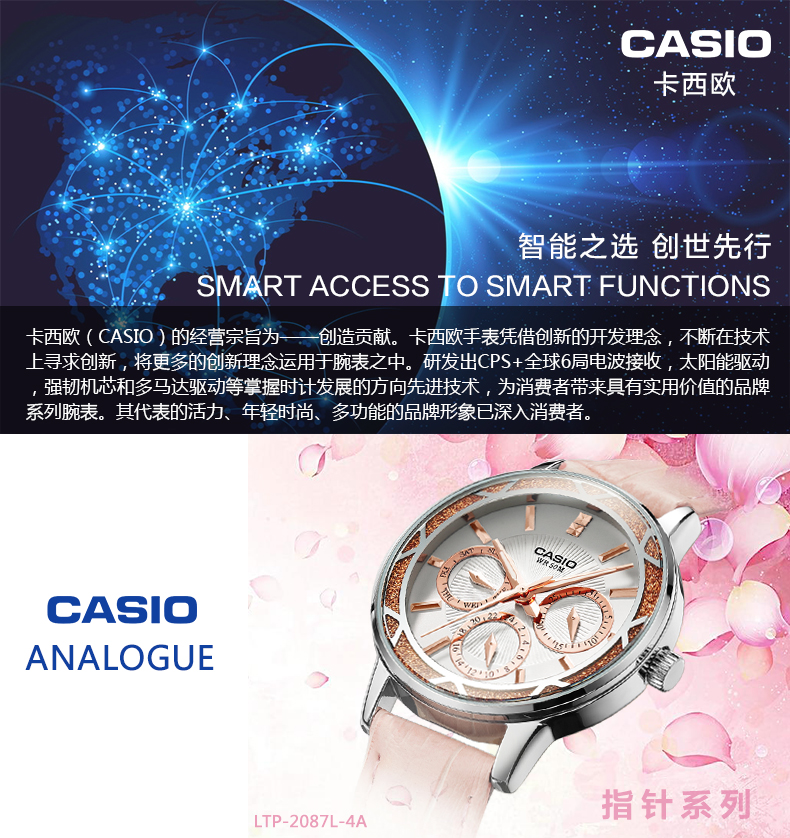 CASIO
卡西欧
智能之选 创世先行
SMART ACCESS TO SMART FUNCTIONS
卡西欧（CASIO）的经营宗旨为——创造贡献。卡西欧手表凭借创新的开发理念，不断在技术
上寻求创新，将更多的创新理念运用于腕表之中。研发出CPS+全球6局电波接收，太阳能驱动
，强韧机芯和多马达驱动等掌握时计发展的方向先进技术，为消费者带来具有实用价值的品牌
系列腕表。其代表的活力、年轻时尚、多功能的品牌形象已深入消费者。
CASIO
ANALOGUE
CASIO
WR50M
LTP-2087L-4A
指针系列